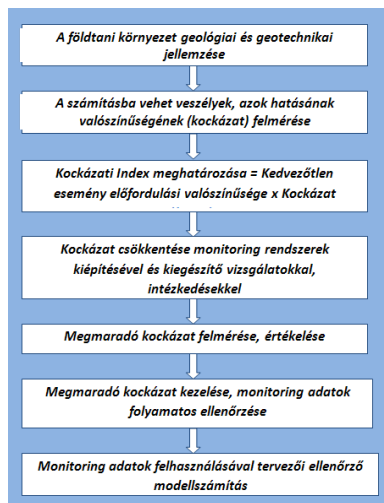 A földtani környezet geológiai és geotechnikai
jellemzése
A számításba vehet veszélyek, azok hatásának
valószínűségének (kockázat) felmérése
Kockázati Index meghatározása = Kedvezőtlen
esemény előfordulási valószínűsége x Kockázat
Kockázat csökkentése monitoring rendszerek
kiépítésével és kiegészítő vizsgálatokkal,
intézkedésekkel
Megmaradó kockázat felmérése, értékelése
Megmaradó kockázat kezelése, monitoring adatok
folyamatos ellenőrzése
Monitoring adatok felhasználásával tervezői ellenőrző
modellszámítás